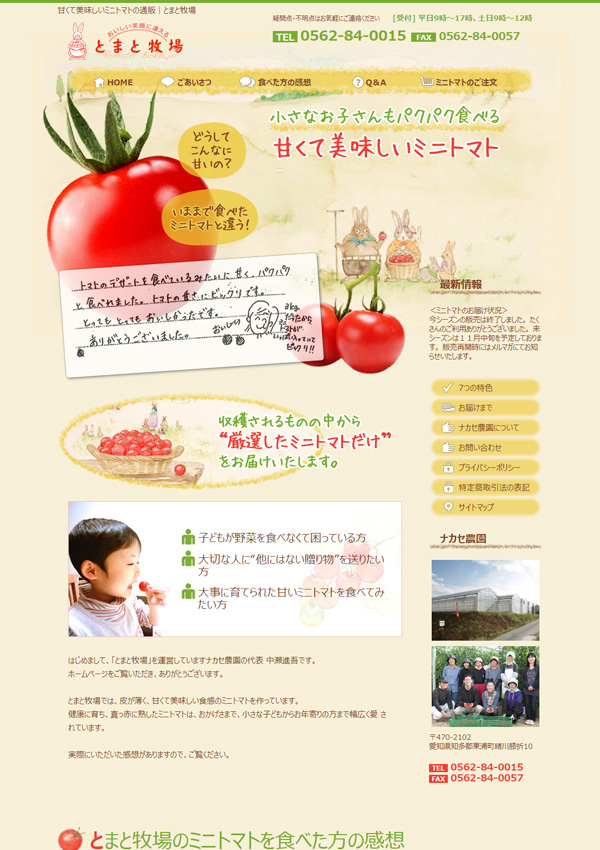 甘くて美味しいミニトマトの通販｜とまと牧場
おいしい笑顔に逢える
とまと牧場
疑問点・不明点はお気軽にご連絡ください [受付] 平日9時～17時、土日9時～12時
TEL 0562-84-0015 FAX 0562-84-0057
HOME
ごあいさつ
食べた方の感想
Q&A
ミニトマトのご注文
小さなお子さんもパクパク食べる
甘くて美味しいミニトマト
どうして
こんなに
甘いの？
いままで食べた
ミニトマトと違う！
トマトのデザートを食べているみたいに甘く、パクパク
と食べれました。トマトの甘さにビックリです。
とっても とっても おいしかったです。
ありがとうございました。
おいし～
最新情報
＜ミニトマトのお届け状況＞
今シーズンの販売は終了しました。たく
さんのご利用ありがとうございました。来
シーズンは１１月中旬を予定しておりま
す。販売再開時にはメルマガにてお知
らせいたします。
7つの特色
お届けまで
ナカセ農園について
お問い合わせ
プライバシーポリシー
特定商取引法の表記
サイトマップ
収穫されるものの中から
“厳選したミニトマトだけ”
をお届けいたします。
子どもが野菜を食べなくて困っている方
大切な人に“他にはない贈り物”を送りたい
方
大事に育てられた甘いミニトマトを食べてみ
たい方
ナカセ農園
〒470-2102
愛知県知多郡東浦町緒川膝折10
TEL 0562-84-0015
FAX 0562-84-0057
はじめまして、「とまと牧場」を運営していますナカセ農園の代表 中瀬進吾です。
ホームページをご覧いただき、ありがとうございます。
とまと牧場では、皮が薄く、甘くて美味しい食感のミニトマトを作っています。
健康に育ち、真っ赤に熟したミニトマトは、おかげさまで、小さな子どもからお年寄りの方まで幅広く愛 さ
れています。
実際にいただいた感想がありますので、ご覧ください。
とまと牧場のミニトマトを食べた方の感想